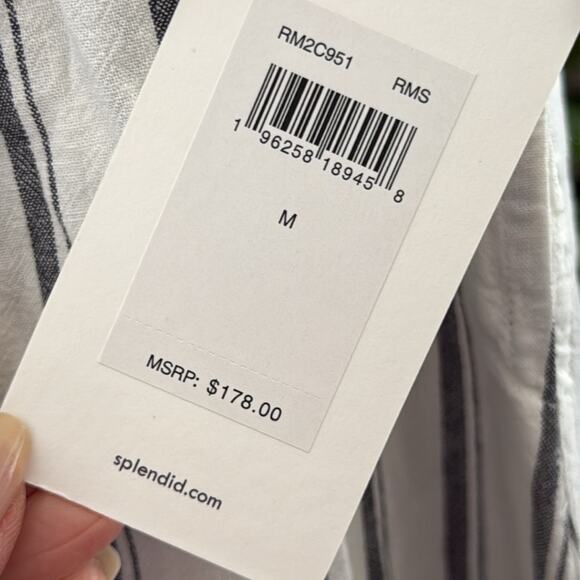 RM2C951 RMS
1 96258 18945 8
M
MSRP: $178.00
splendid.com